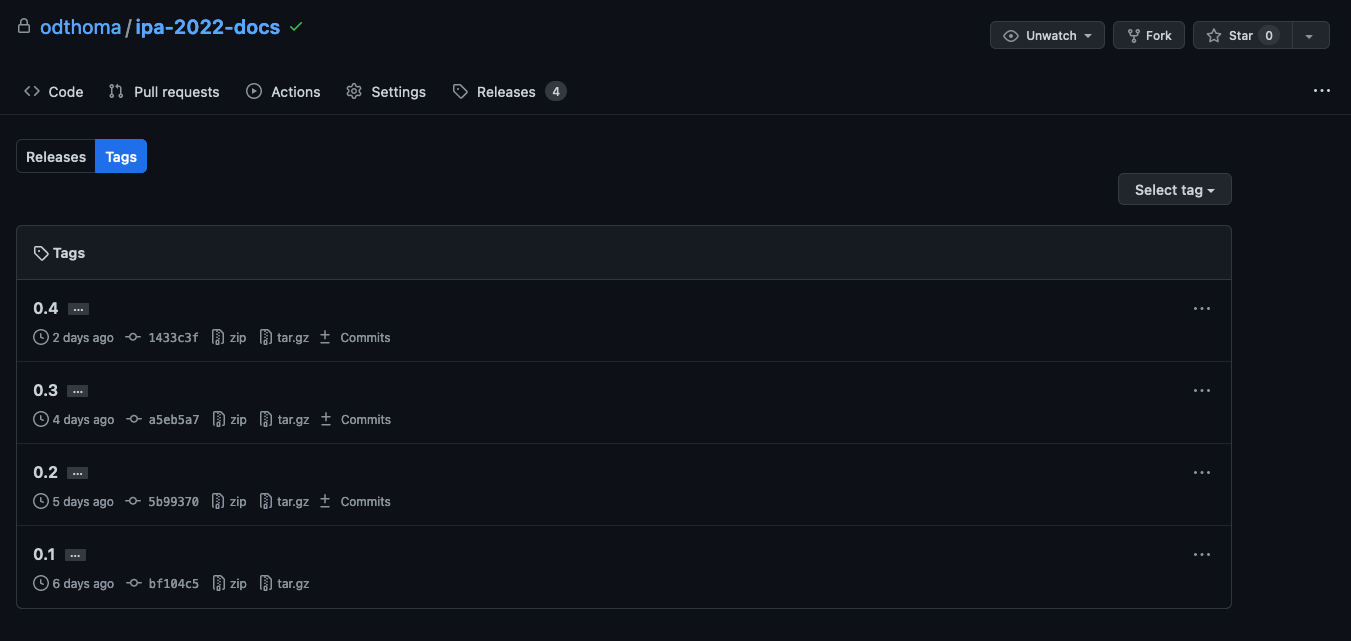 odthoma / ipa-2022-docs
Unwatch Fork Star 0
Code Pull requests Actions Settings Releases 4
Releases Tags
Select tag
Tags
0.4 ...
2 days ago 1433c3f zip tar.gz Commits
0.3 ...
4 days ago a5eb5a7 zip tar.gz Commits
0.2 ...
5 days ago 5b99370 zip tar.gz Commits
0.1 ...
6 days ago bf104c5 zip tar.gz